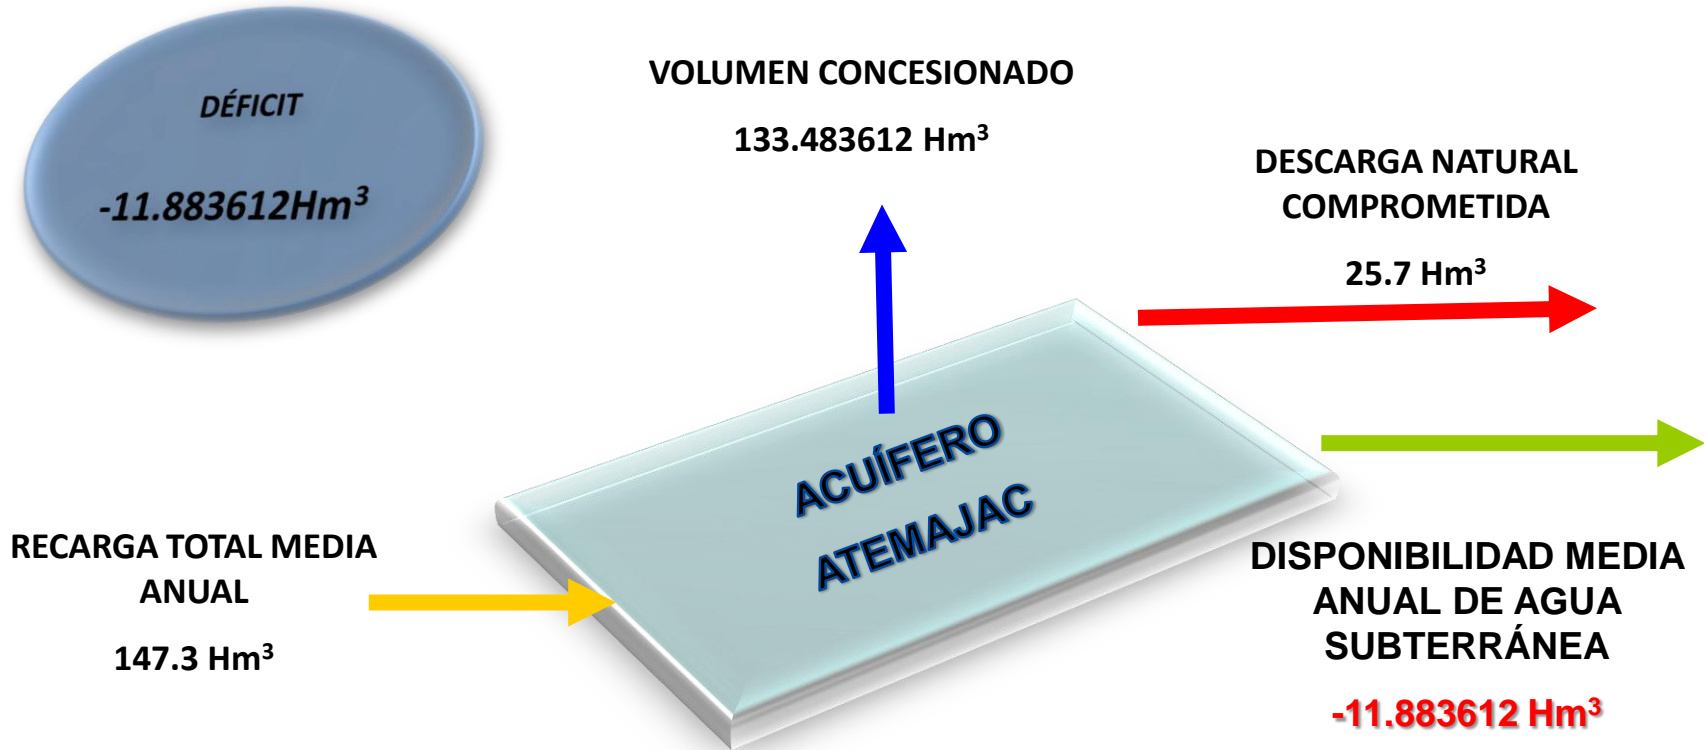 DÉFICIT
-11.883612Hm³
VOLUMEN CONCESIONADO
133.483612 Hm³
DESCARGA NATURAL
COMPROMETIDA
25.7 Hm³
ACUÍFERO
ATEMAJAC
RECARGA TOTAL MEDIA
ANUAL
147.3 Hm³
DISPONIBILIDAD MEDIA
ANUAL DE AGUA
SUBTERRÁNEA
-11.883612 Hm³